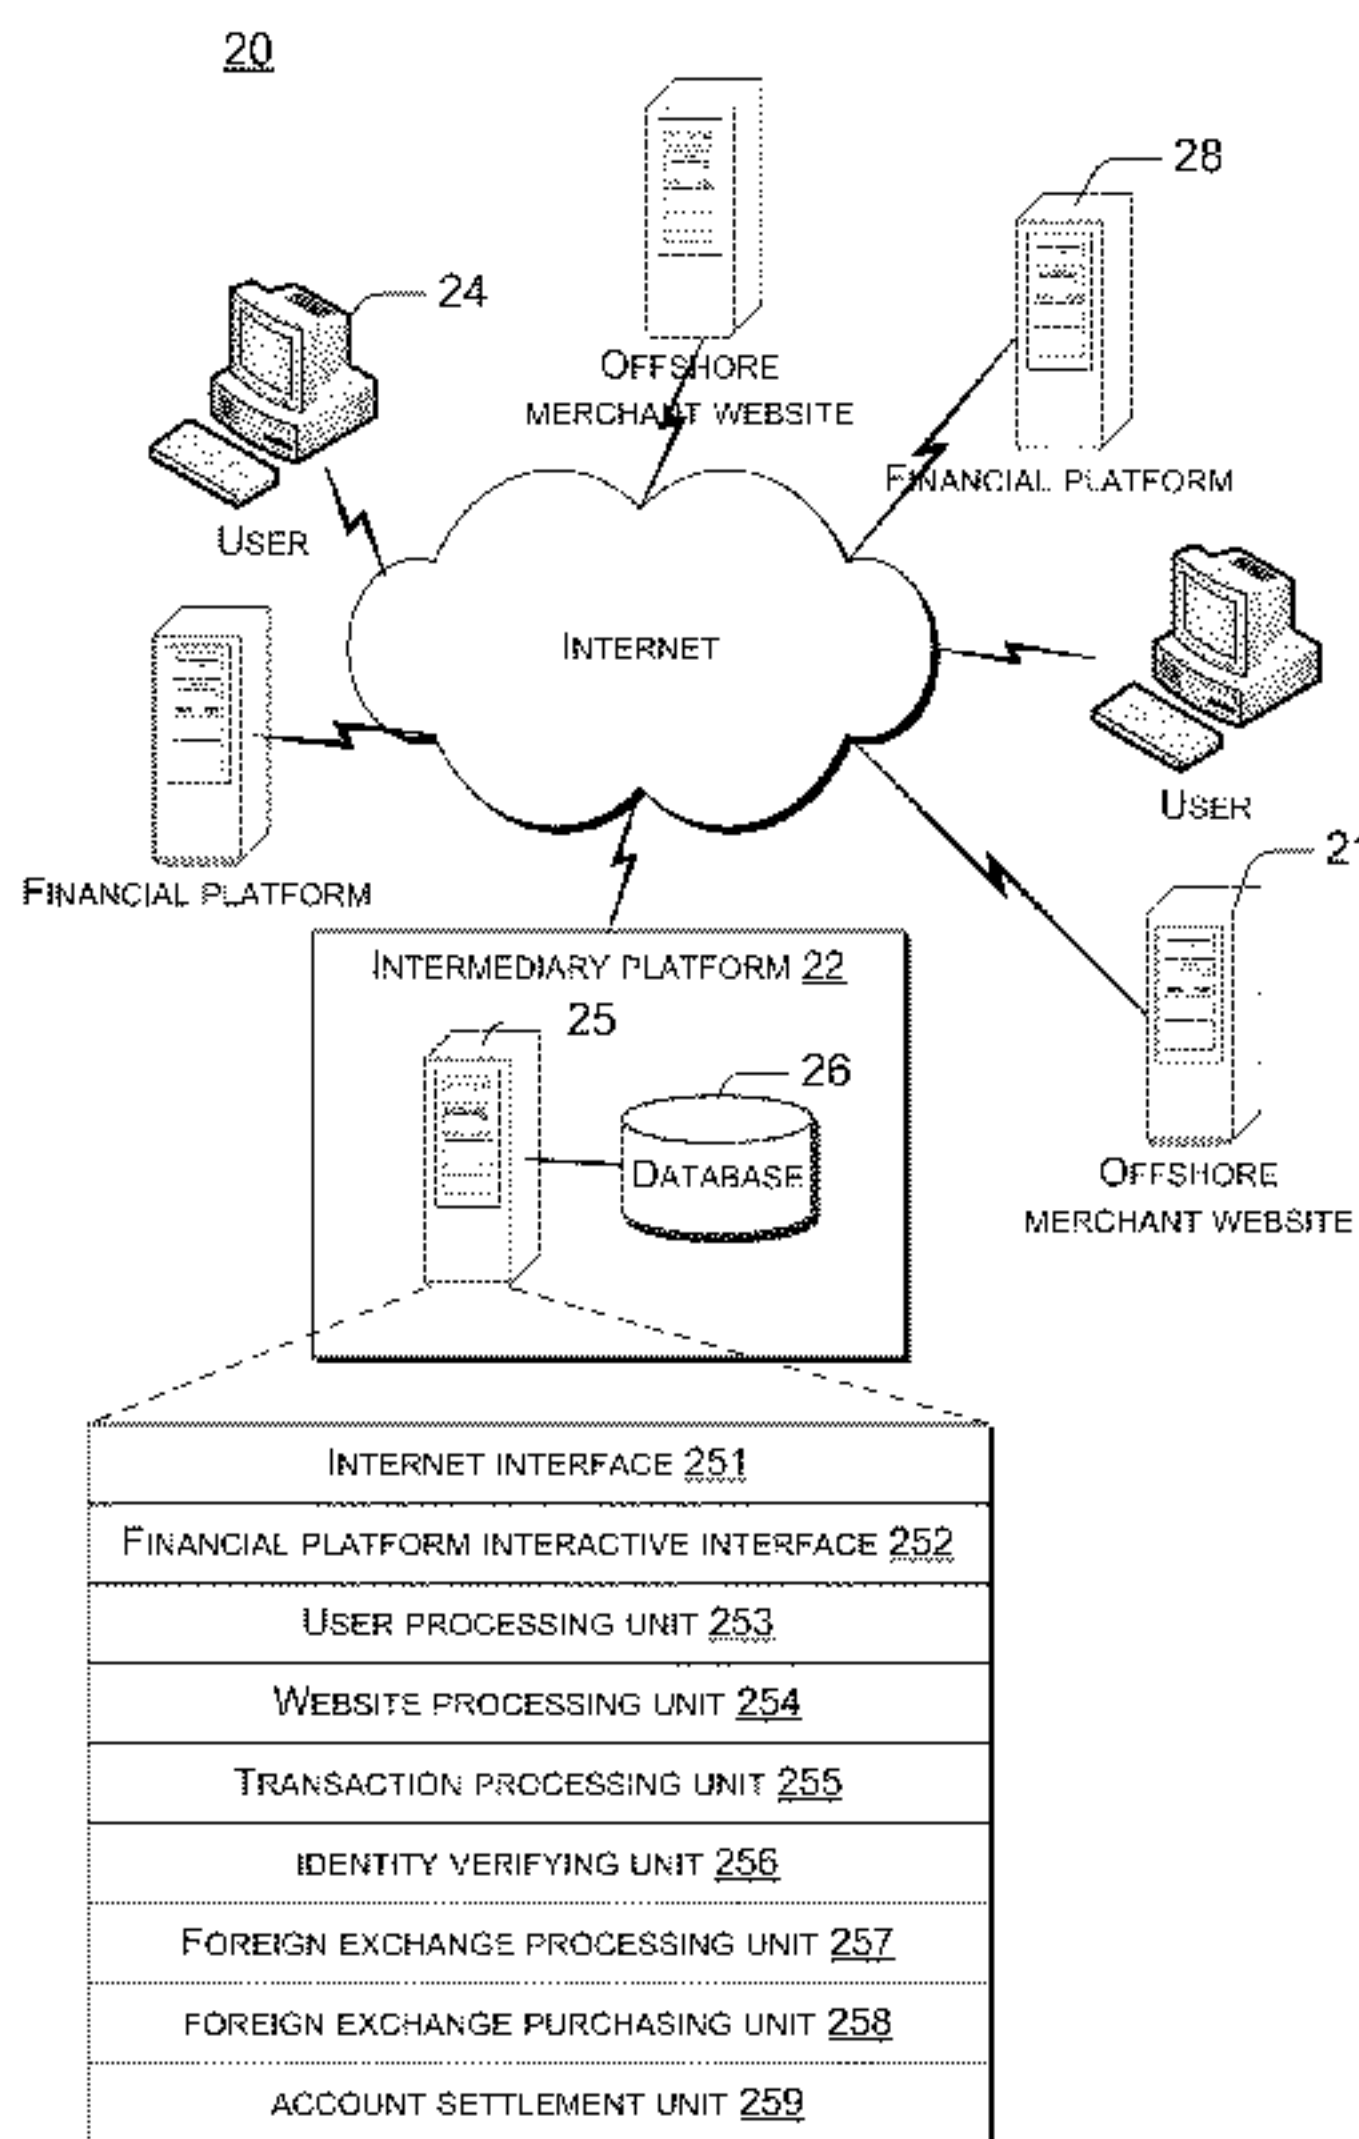 20
28
24
OFFSHORE
MERCHANT WEBSITE
FINANCIAL PLATFORM
USER
INTERNET
USER
21
FINANCIAL PLATFORM
INTERMEDIARY PLATFORM 22
25
26
DATABASE
OFFSHORE
MERCHANT WEBSITE
INTERNET INTERFACE 251
FINANCIAL PLATFORM INTERACTIVE INTERFACE 252
USER PROCESSING UNIT 253
WEBSITE PROCESSING UNIT 254
TRANSACTION PROCESSING UNIT 255
IDENTITY VERIFYING UNIT 256
FOREIGN EXCHANGE PROCESSING UNIT 257
FOREIGN EXCHANGE PURCHASING UNIT 258
ACCOUNT SETTLEMENT UNIT 259